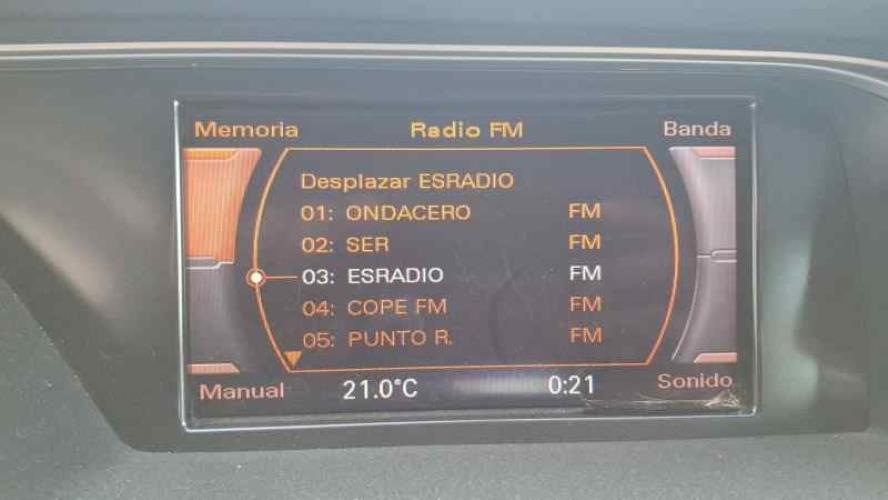 Memoria Radio FM Banda
Desplazar ESRADIO
01: ONDACERO FM
02: SER FM
03: ESRADIO FM
04: COPE FM FM
05: PUNTO R. FM
Manual 21.0°C 0:21 Sonido